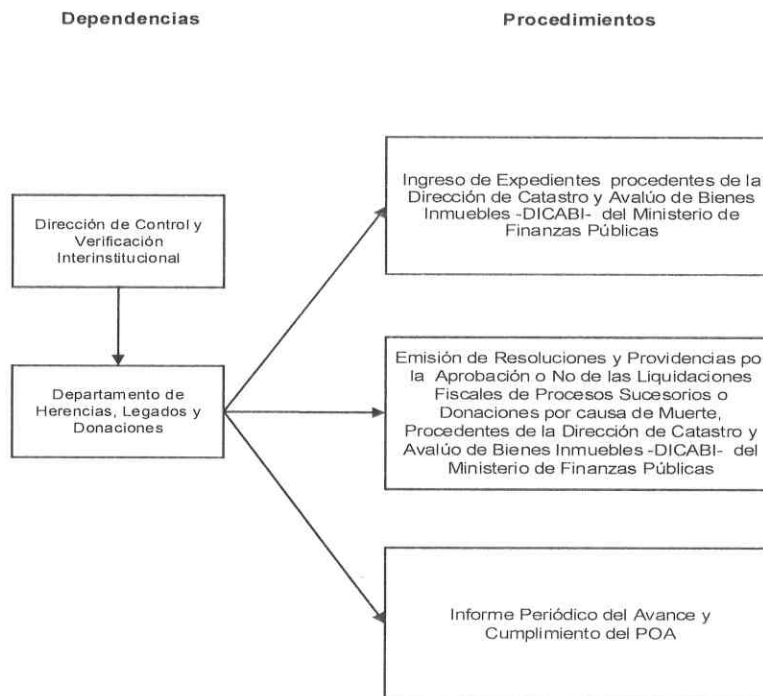 Dependencias
Procedimientos
Dirección de Control y
Verificación
Interinstitucional
Departamento de
Herencias, Legados y
Donaciones
Ingreso de Expedientes procedentes de la
Dirección de Catastro y Avalúo de Bienes
Inmuebles -DICABI- del Ministerio de
Finanzas Públicas
Emisión de Resoluciones y Providencias po
la Aprobación o No de las Liquidaciones
Fiscales de Procesos Sucesorios o
Donaciones por causa de Muerte,
Procedentes de la Dirección de Catastro y
Avalúo de Bienes Inmuebles -DICABI- del
Ministerio de Finanzas Públicas
Informe Periódico del Avance y
Cumplimiento del POA